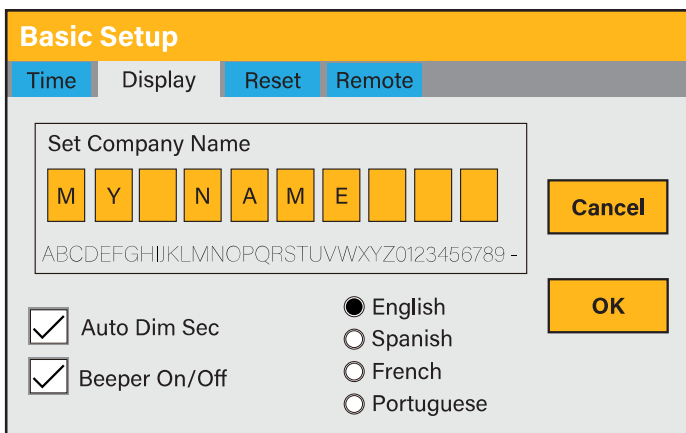 Basic Setup
Time Display Reset Remote
Set Company Name
M Y N A M E
ABCDEFGHIJKLMNOPQRSTUVWXYZ0123456789 -
Cancel
OK
Auto Dim Sec
Beeper On/Off
English
Spanish
French
Portuguese